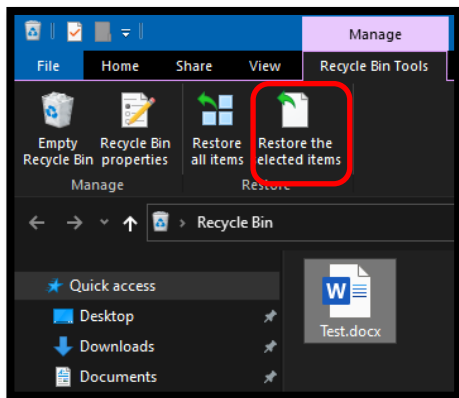 Manage
File Home Share View Recycle Bin Tools
Empty Recycle Bin Restore Restore the
Recycle Bin properties all items selected items
Manage Restore
Recycle Bin
Quick access
W
Desktop
Test.docx
Downloads
Documents